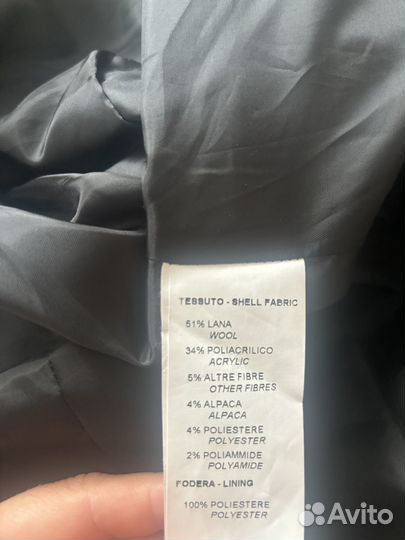 TESSUTO - SHELL FABRIC
51% LANA
WOOL
34% POLIACRILICO
ACRYLIC
5% ALTRE FIBRE
OTHER FIBRES
4% ALPACA
ALPACA
4% POLIESTERE
POLYESTER
2% POLIAMMIDE
POLYAMIDE
FODERA - LINING
100% POLIESTERE
POLYESTER
Avito